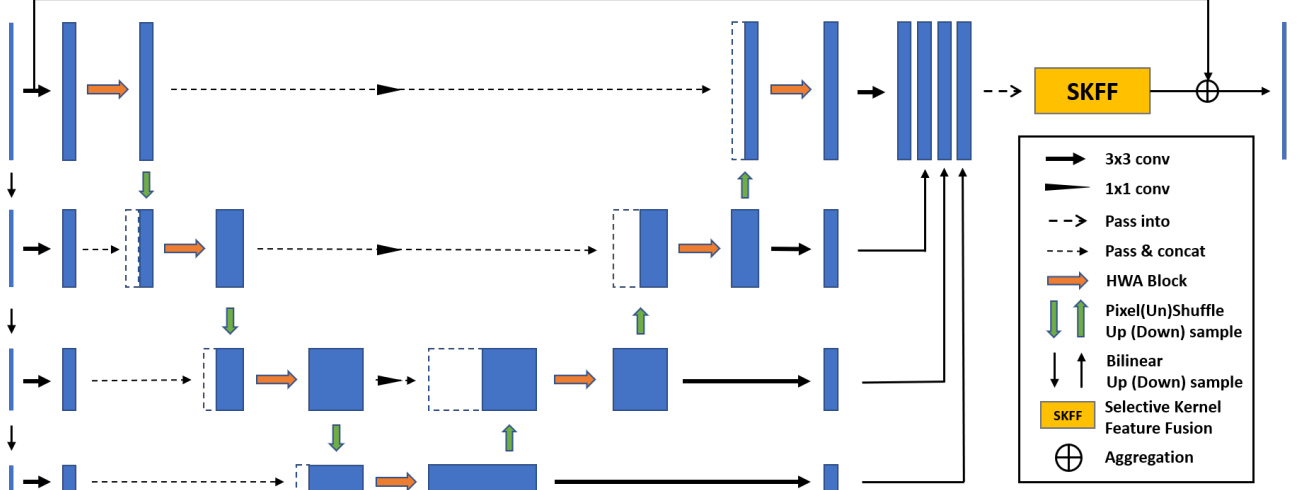 SKFF
3x3 conv
1x1 conv
Pass into
Pass & concat
HWA Block
Pixel(Un)Shuffle
Up (Down) sample
Bilinear
Up (Down) sample
SKFF
Selective Kernel
Feature Fusion
Aggregation